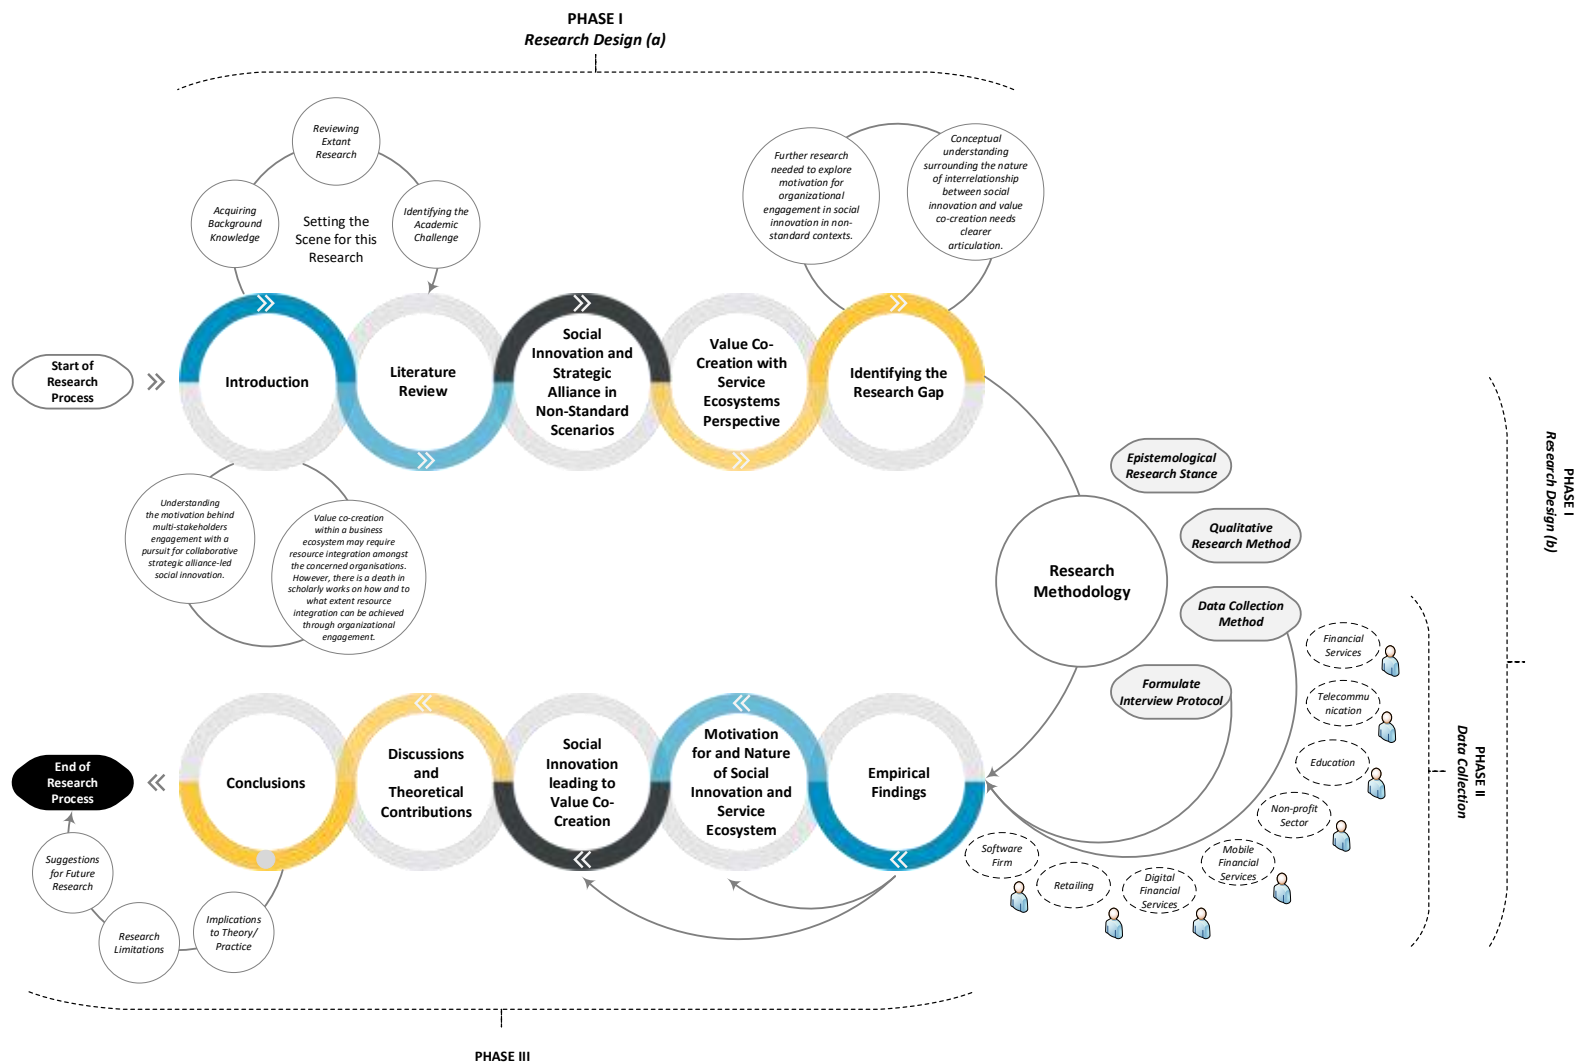 PHASE I
Research Design (a)
Reviewing
Extant
Research
Acquiring
Background
Knowledge
Setting the
Scene for this
Research
Identifying the
Academic
Challenge
Further research
needed to explore
motivation for
organizational
engagement in social
innovation in non-
standard contexts.
Conceptual
understanding
surrounding the nature
of interrelationship
between social
innovation and value
co-creation needs
clearer
articulation.
Start of
Research
Process
Introduction
Literature
Review
Social
Innovation and
Strategic
Alliance in
Non-Standard
Scenarios
Value Co-
Creation with
Service
Ecosystems
Perspective
Identifying the
Research Gap
Understanding
the motivation behind
multi-stakeholders
engagement with a
pursuit for collaborative
strategic alliance-led
social innovation.
Value co-creation
within a business
ecosystem may require
resource integration amongst
the concerned organisations.
However, there is a death in
scholarly works on how and to
what extent resource
integration can be achieved
through organizational
engagement.
Research
Methodology
Epistemological
Research Stance
Qualitative
Research Method
Data Collection
Method
Formulate
Interview Protocol
PHASE I
Research Design (b)
PHASE II
Data Collection
Financial
Services
Telecommu
nication
Education
Non-profit
Sector
Mobile
Financial
Services
Digital
Financial
Services
Retailing
Software
Firm
Empirical
Findings
Motivation
for and Nature
of Social
Innovation and
Service
Ecosystem
Social
Innovation
leading to
Value Co-
Creation
Discussions
and
Theoretical
Contributions
Conclusions
End of
Research
Process
Implications
to Theory/
Practice
Research
Limitations
Suggestions
for Future
Research
PHASE III